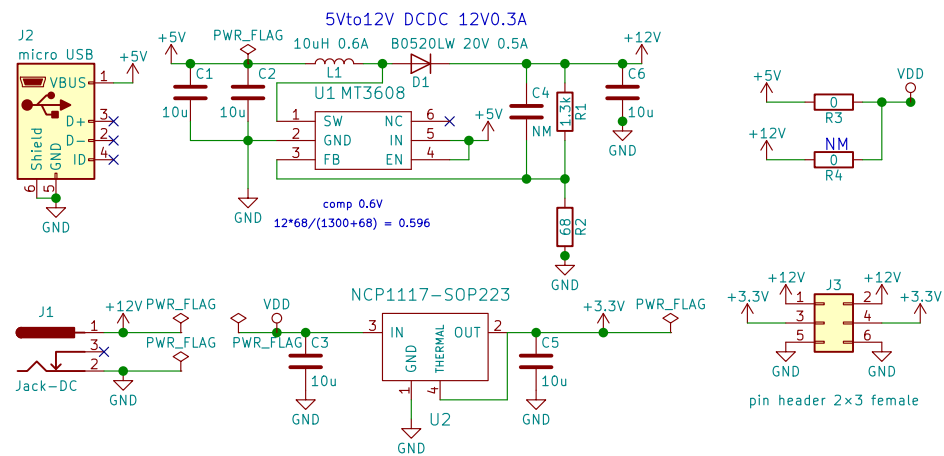 5Vto12V DCDC 12V0.3A
J2
micro USB
+5V
VBUS 1
D+ 3
D- 2
ID 4
Shield
GND
6
5
GND
+5V
PWR_FLAG
10uH 0.6A
B0520LW 20V 0.5A
+12V
C1
10u
C2
10u
L1
D1
U1 MT3608
1 SW
2 GND
3 FB
NC 6
IN 5
EN 4
+5V
C4
NM
1.3k
R1
C6
10u
GND
GND
comp 0.6V
12*68/(1300+68) = 0.596
68
R2
GND
+5V
0
R3
VDD
+12V
NM
0
R4
J1
1
3
2
Jack-DC
+12V
PWR_FLAG
PWR_FLAG
GND
PWR_FLAG
VDD
C3
10u
GND
NCP1117-SOP223
3 IN
OUT 2
GND
THERMAL
1
4
U2
GND
C5
10u
GND
+3.3V
PWR_FLAG
J3
+12V
+12V
+3.3V
+3.3V
1
2
3
4
5
6
GND
GND
pin header 2×3 female